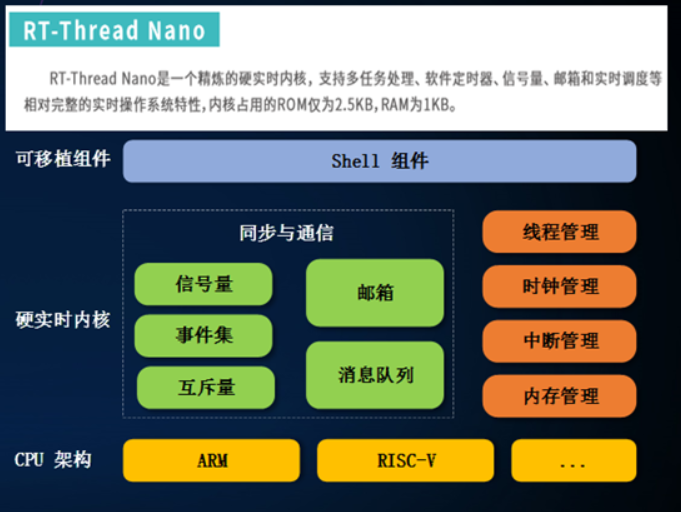 RT-Thread Nano
RT-Thread Nano是一个精炼的硬实时内核，支持多任务处理、软件定时器、信号量、邮箱和实时调度等
相对完整的实时操作系统特性，内核占用的ROM仅为2.5KB，RAM为1KB。
可移植组件
Shell 组件
硬实时内核
同步与通信
信号量
事件集
互斥量
邮箱
消息队列
线程管理
时钟管理
中断管理
内存管理
CPU 架构
ARM
RISC-V
...